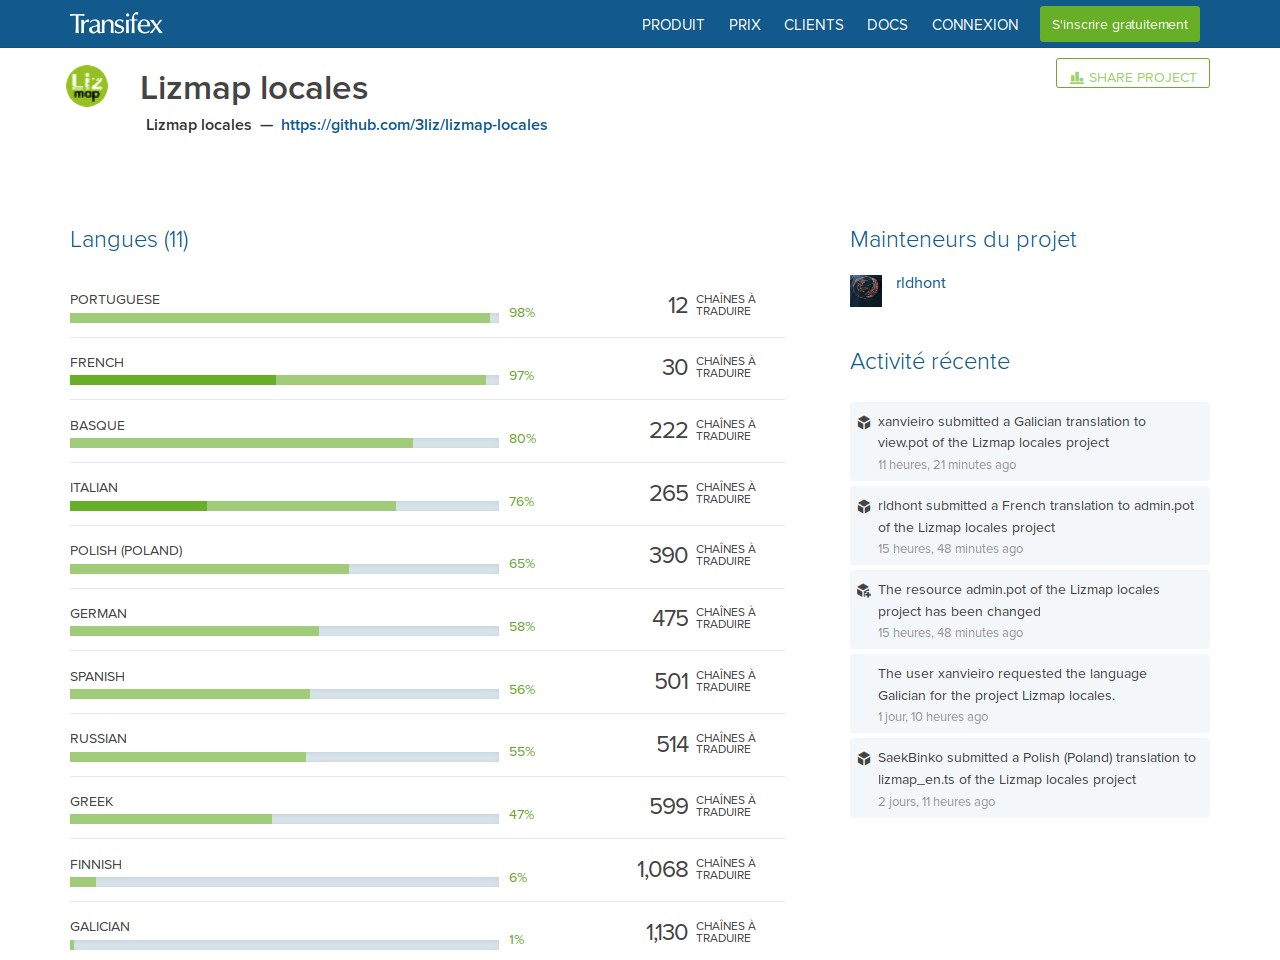 Transifex
PRODUIT PRIX CLIENTS DOCS CONNEXION S'inscrire gratuitement
Liz
map
Lizmap locales
SHARE PROJECT
Lizmap locales — https://github.com/3liz/lizmap-locales
Langues (11)
PORTUGUESE
98%
12 CHAÎNES À
TRADUIRE
FRENCH
97%
30 CHAÎNES À
TRADUIRE
BASQUE
80%
222 CHAÎNES À
TRADUIRE
ITALIAN
76%
265 CHAÎNES À
TRADUIRE
POLISH (POLAND)
65%
390 CHAÎNES À
TRADUIRE
GERMAN
58%
475 CHAÎNES À
TRADUIRE
SPANISH
56%
501 CHAÎNES À
TRADUIRE
RUSSIAN
55%
514 CHAÎNES À
TRADUIRE
GREEK
47%
599 CHAÎNES À
TRADUIRE
FINNISH
6%
1,068 CHAÎNES À
TRADUIRE
GALICIAN
1%
1,130 CHAÎNES À
TRADUIRE
Mainteneurs du projet
rldhont
Activité récente
xanvieiro submitted a Galician translation to
view.pot of the Lizmap locales project
11 heures, 21 minutes ago
rldhont submitted a French translation to admin.pot
of the Lizmap locales project
15 heures, 48 minutes ago
The resource admin.pot of the Lizmap locales
project has been changed
15 heures, 48 minutes ago
The user xanvieiro requested the language
Galician for the project Lizmap locales.
1 jour, 10 heures ago
SaekBinko submitted a Polish (Poland) translation to
lizmap_en.ts of the Lizmap locales project
2 jours, 11 heures ago